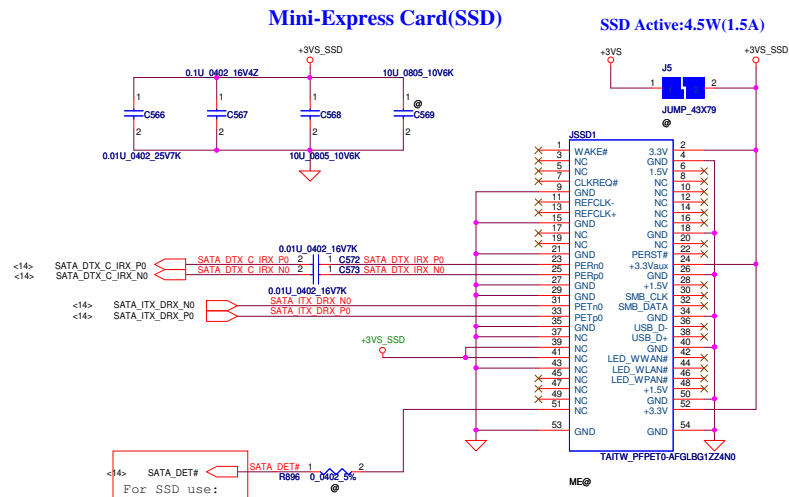 Mini-Express Card(SSD)
SSD Active:4.5W(1.5A)
+3VS_SSD
+3VS
+3VS_SSD
0.1U_0402_16V4Z
10U_0805_10V6K
J5
1
2
JUMP_43X79
@
1
1
1
1
@
C566
C567
C568
C569
2
2
2
2
0.01U_0402_25V7K
10U_0805_10V6K
JSSD1
1 WAKE# 3.3V 2
3 NC GND 4
5 NC 1.5V 6
7 CLKREQ# NC 8
9 GND NC 10
11 REFCLK- NC 12
13 REFCLK+ NC 14
15 GND NC 16
17 NC GND 18
19 NC NC 20
21 GND PERST# 22
23 PERn0 +3.3Vaux 24
25 PERp0 GND 26
27 GND +1.5V 28
29 GND SMB_CLK 30
31 PETn0 SMB_DATA 32
33 PETp0 GND 34
35 GND USB_D- 36
37 NC USB_D+ 38
39 NC GND 40
41 NC LED_WWAN# 42
43 NC LED_WLAN# 44
45 NC LED_WPAN# 46
47 NC +1.5V 48
49 NC GND 50
51 NC +3.3V 52
53 GND GND 54
TAITW_PFPET0-AFGLBG1ZZ4N0
ME@
0.01U_0402_16V7K
<14> SATA_DTX_C_IRX_P0 SATA_DTX_C_IRX_P0 2 1 C572 SATA_DTX_IRX_P0
<14> SATA_DTX_C_IRX_N0 SATA_DTX_C_IRX_N0 2 1 C573 SATA_DTX_IRX_N0
0.01U_0402_16V7K
<14> SATA_ITX_DRX_N0 SATA_ITX_DRX_N0
<14> SATA_ITX_DRX_P0 SATA_ITX_DRX_P0
+3VS_SSD
<14> SATA_DET# SATA_DET# 1 2
R896 0_0402_5%
@
For SSD use: